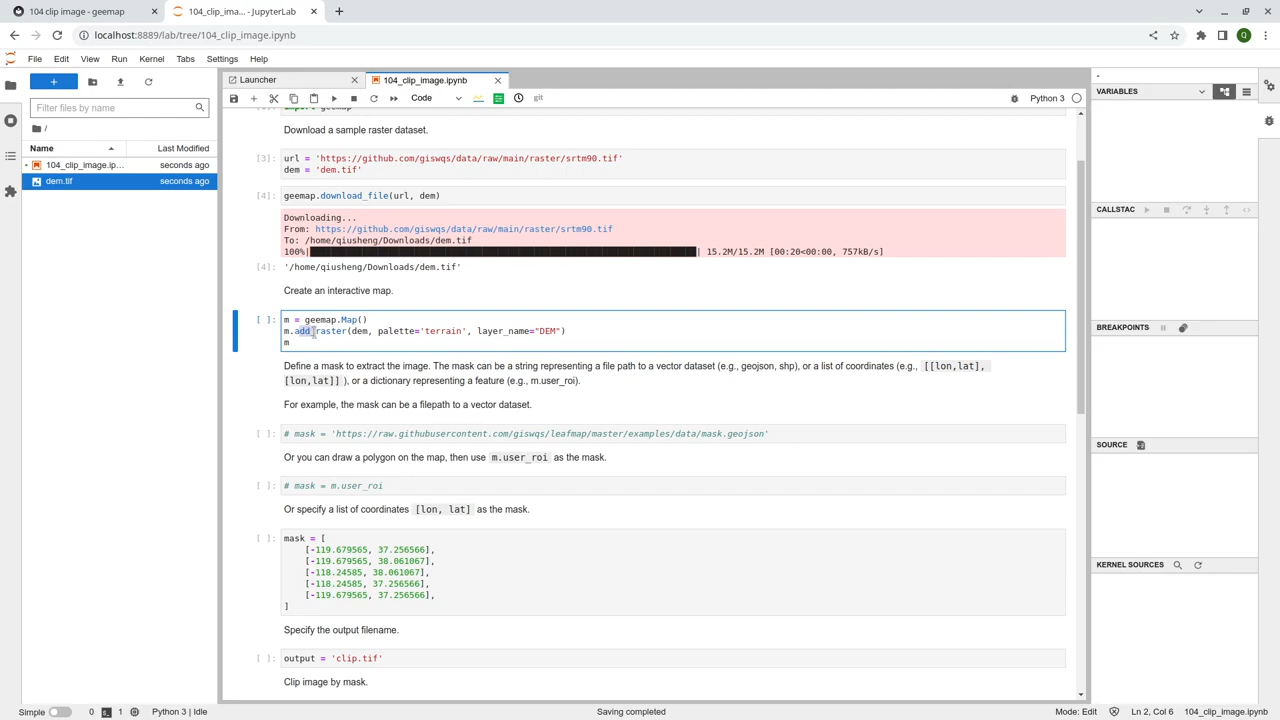 104 clip image - geemap
104_clip_ima... - JupyterLab
localhost:8889/lab/tree/104_clip_image.ipynb
Q
File Edit View Run Kernel Tabs Settings Help
Launcher
104_clip_image.ipynb
Code
git
Python 3
Filter files by name
/
Name Last Modified
104_clip_image.ip... seconds ago
dem.tif seconds ago
Download a sample raster dataset.
[3]: url = 'https://github.com/giswqs/data/raw/main/raster/srtm90.tif'
dem = 'dem.tif'
[4]: geemap.download_file(url, dem)
Downloading...
From: https://github.com/giswqs/data/raw/main/raster/srtm90.tif
To: /home/qiusheng/Downloads/dem.tif
100%| | 15.2M/15.2M [00:20<00:00, 757kB/s]
[4]: '/home/qiusheng/Downloads/dem.tif'
Create an interactive map.
[ ]: m = geemap.Map()
m.add_raster(dem, palette='terrain', layer_name="DEM")
m
Define a mask to extract the image. The mask can be a string representing a file path to a vector dataset (e.g., geojson, shp), or a list of coordinates (e.g., [[lon,lat],
[lon,lat]] ), or a dictionary representing a feature (e.g., m.user_roi).
For example, the mask can be a filepath to a vector dataset.
[ ]: # mask = 'https://raw.githubusercontent.com/giswqs/leafmap/master/examples/data/mask.geojson'
Or you can draw a polygon on the map, then use m.user_roi as the mask.
[ ]: # mask = m.user_roi
Or specify a list of coordinates [lon, lat] as the mask.
[ ]: mask = [
[-119.679565, 37.256566],
[-119.679565, 38.061067],
[-118.24585, 38.061067],
[-118.24585, 37.256566],
[-119.679565, 37.256566],
]
Specify the output filename.
[ ]: output = 'clip.tif'
Clip image by mask.
-
VARIABLES
CALLSTAC
BREAKPOINTS
SOURCE
KERNEL SOURCES
Simple 0 1 Python 3 | Idle
Saving completed
Mode: Edit Ln 2, Col 6 104_clip_image.ipynb